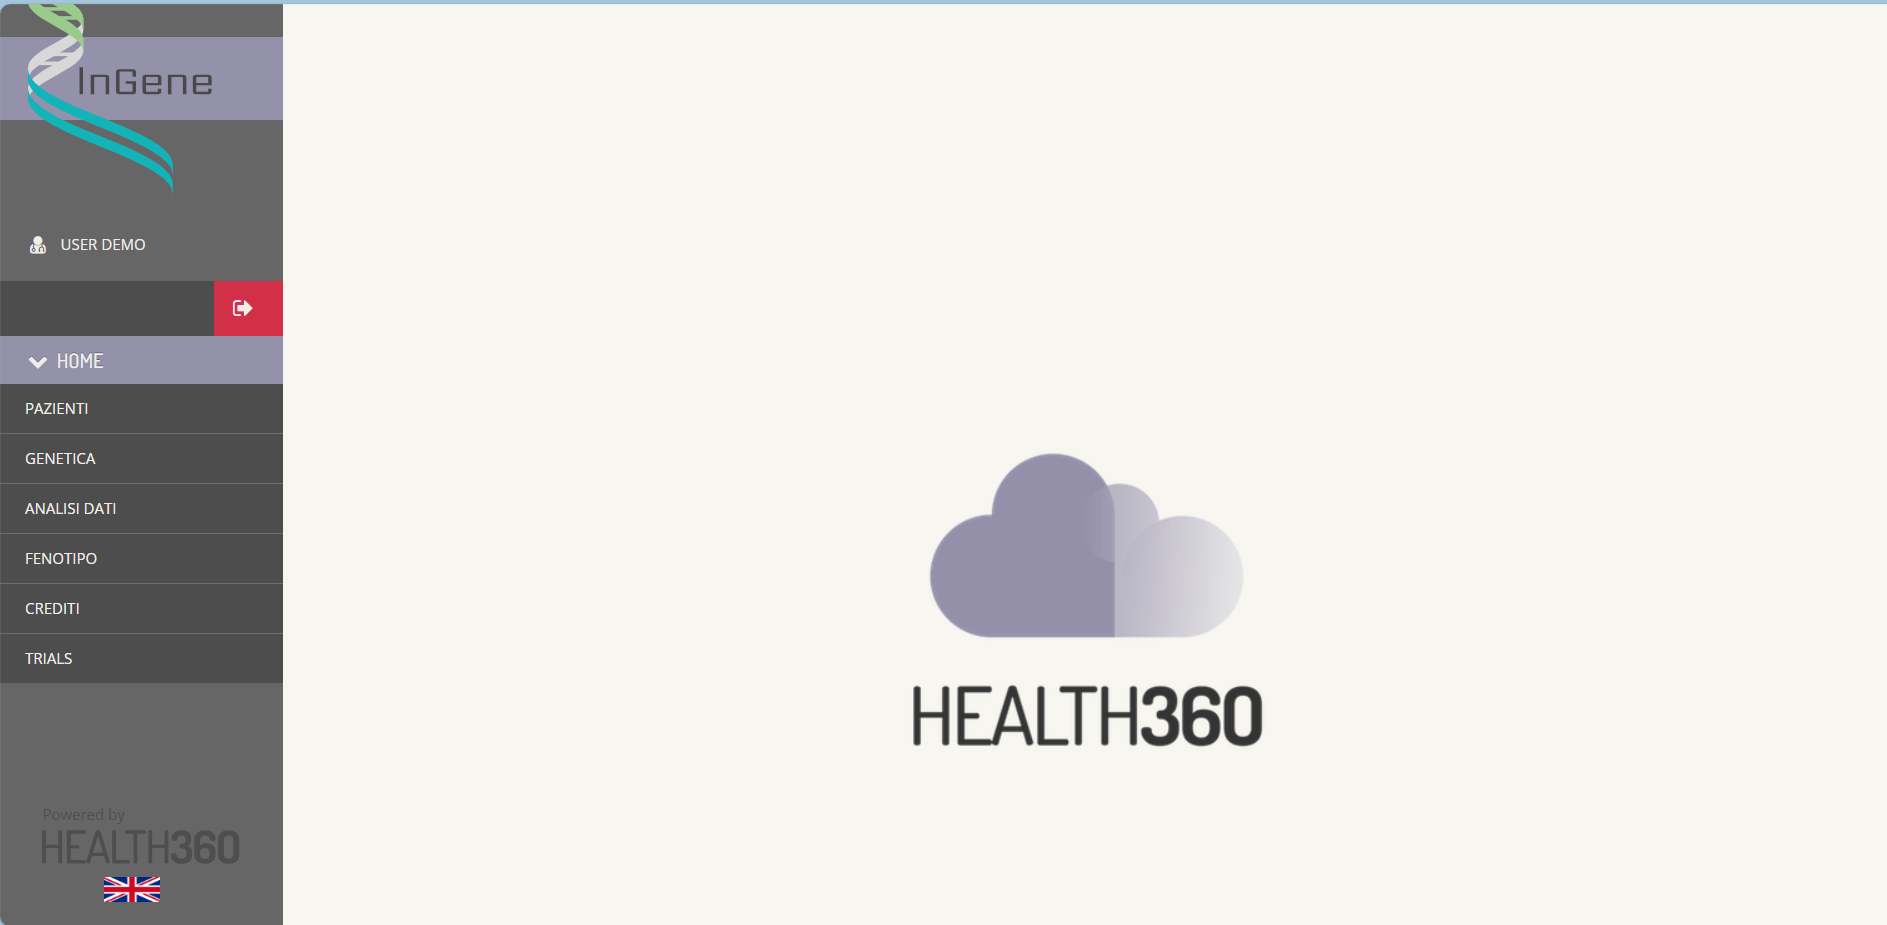 InGene
USER DEMO
HOME
PAZIENTI
GENETICA
ANALISI DATI
FENOTIPO
CREDITI
TRIALS
Powered by
HEALTH360
HEALTH360